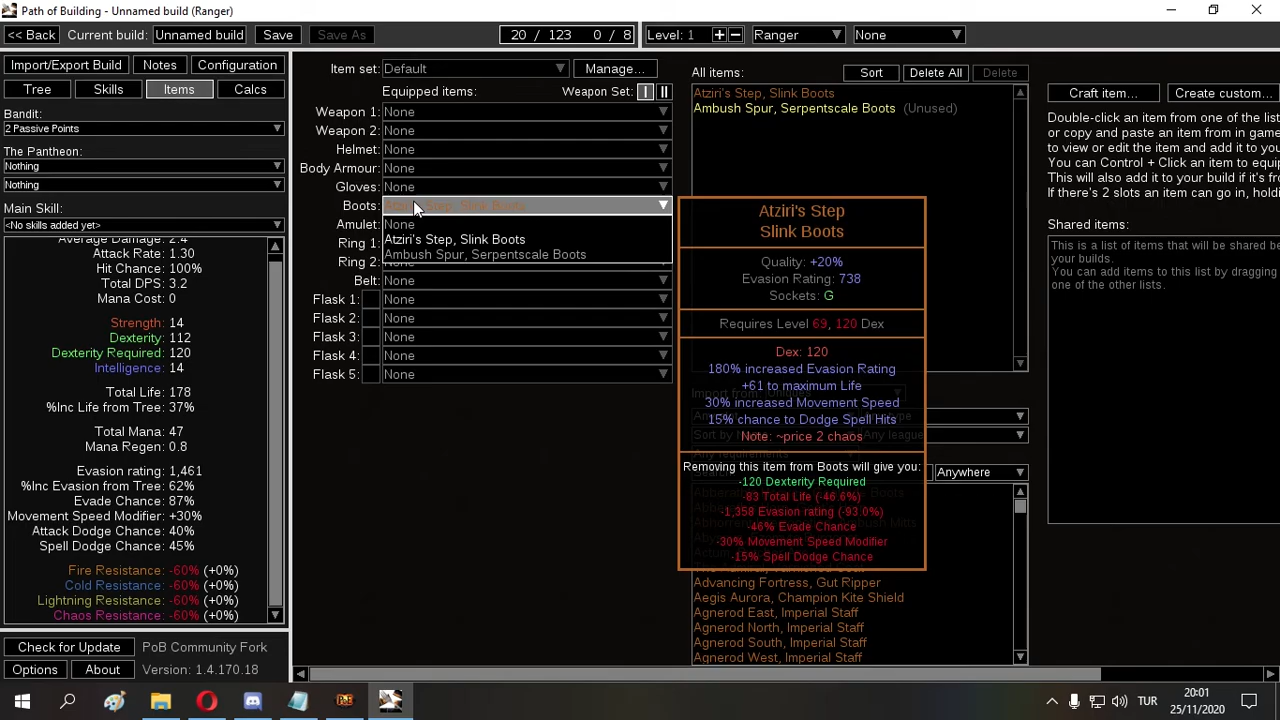 Path of Building - Unnamed build (Ranger)
<< Back
Current build:
Unnamed build
Save
Save As
20 / 123   0 / 8
Level: 1
Ranger
None
Import/Export Build
Notes
Configuration
Tree
Skills
Items
Calcs
Bandit:
2 Passive Points
The Pantheon:
Nothing
Nothing
Main Skill:
<No skills added yet>
Average Damage: 2.4
Attack Rate: 1.30
Hit Chance: 100%
Total DPS: 3.2
Mana Cost: 0
Strength: 14
Dexterity: 112
Dexterity Required: 120
Intelligence: 14
Total Life: 178
%Inc Life from Tree: 37%
Total Mana: 47
Mana Regen: 0.8
Evasion rating: 1,461
%Inc Evasion from Tree: 62%
Evade Chance: 87%
Movement Speed Modifier: +30%
Attack Dodge Chance: 40%
Spell Dodge Chance: 45%
Fire Resistance: -60% (+0%)
Cold Resistance: -60% (+0%)
Lightning Resistance: -60% (+0%)
Chaos Resistance: -60% (+0%)
Check for Update
PoB Community Fork
Options
About
Version: 1.4.170.18
Item set: Default
Manage...
Equipped items:
Weapon Set: I II
Weapon 1: None
Weapon 2: None
Helmet: None
Body Armour: None
Gloves: None
Boots: Atziri's Step, Slink Boots
Amulet: None
Ring 1: Atziri's Step, Slink Boots
Ambush Spur, Serpentscale Boots
Ring 2: None
Belt: None
Flask 1: None
Flask 2: None
Flask 3: None
Flask 4: None
Flask 5: None
All items:
Sort
Delete All
Delete
Atziri's Step, Slink Boots
Ambush Spur, Serpentscale Boots (Unused)
Atziri's Step
Slink Boots
Quality: +20%
Evasion Rating: 738
Sockets: G
Requires Level 69, 120 Dex
Dex: 120
180% increased Evasion Rating
+61 to maximum Life
30% increased Movement Speed
15% chance to Dodge Spell Hits
Note: ~price 2 chaos
Removing this item from Boots will give you:
-120 Dexterity Required
-83 Total Life (-46.6%)
-1,358 Evasion rating (-93.0%)
-46% Evade Chance
-30% Movement Speed Modifier
-15% Spell Dodge Chance
Import from:
Anywhere
Advancing Fortress, Gut Ripper
Aegis Aurora, Champion Kite Shield
Agnerod East, Imperial Staff
Agnerod North, Imperial Staff
Agnerod South, Imperial Staff
Agnerod West, Imperial Staff
Craft item...
Create custom...
Double-click an item from one of the list
or copy and paste an item from in game
to view or edit the item and add it to you
You can Control + Click an item to equip
This will also add it to your build if it's fr
If there's 2 slots an item can go in, hold
Shared items:
This is a list of items that will be shared be
your builds.
You can add items to this list by dragging
one of the other lists.
TUR
20:01
25/11/2020